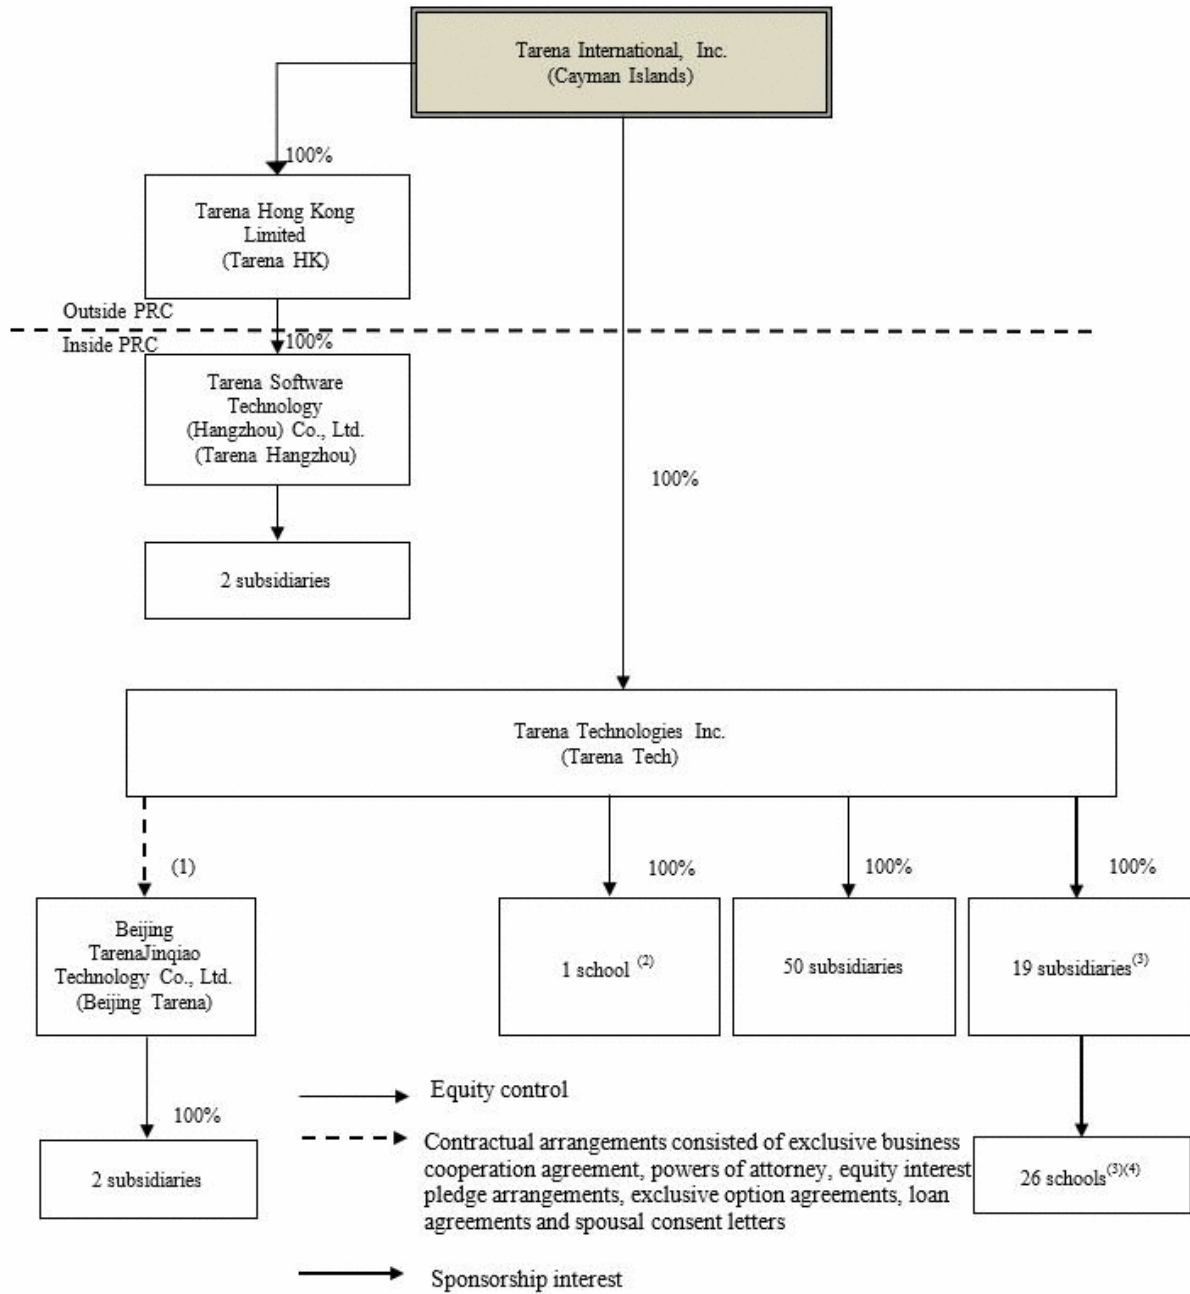 Tarena International, Inc.
(Cayman Islands)
100%
Tarena Hong Kong
Limited
(Tarena HK)
Outside PRC
Inside PRC
100%
Tarena Software
Technology
(Hangzhou) Co., Ltd.
(Tarena Hangzhou)
100%
2 subsidiaries
Tarena Technologies Inc.
(Tarena Tech)
(1)
100%
100%
100%
Beijing
TarenaJinqiao
Technology Co., Ltd.
(Beijing Tarena)
1 school (2)
50 subsidiaries
19 subsidiaries(3)
100%
2 subsidiaries
26 schools(3)(4)
Equity control
Contractual arrangements consisted of exclusive business
cooperation agreement, powers of attorney, equity interest
pledge arrangements, exclusive option agreements, loan
agreements and spousal consent letters
Sponsorship interest